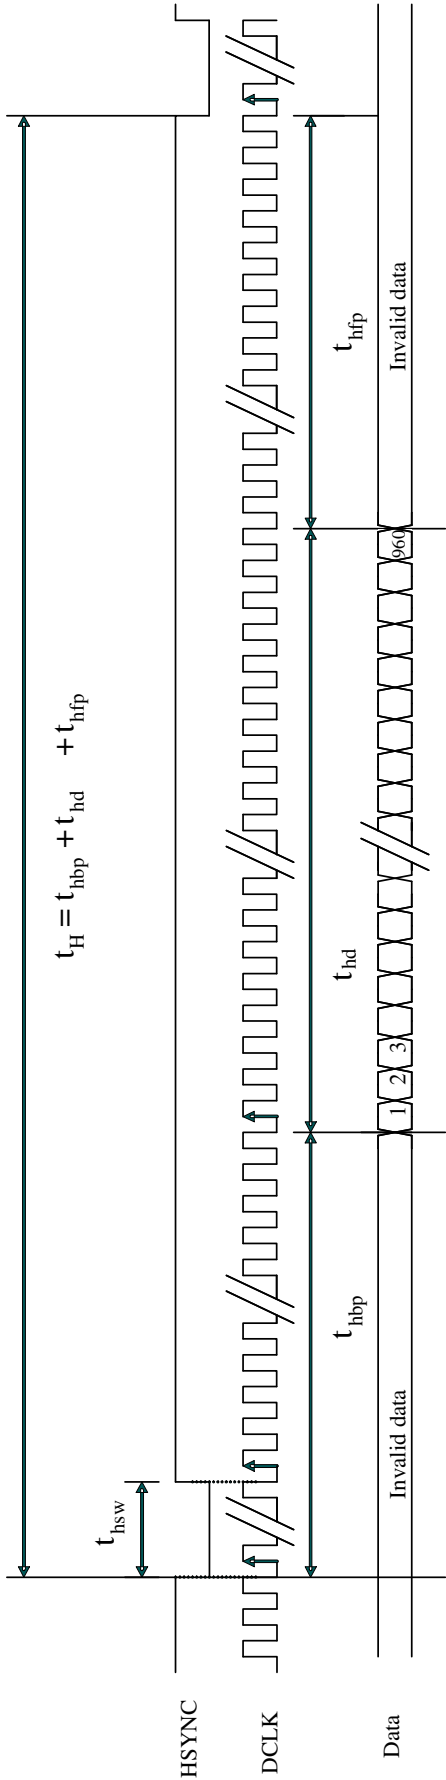 t_H = t_hbp + t_hd + t_hfp
t_hsw
HSYNC
DCLK
t_hbp
t_hd
t_hfp
Data
Invalid data
1 2 3
960
Invalid data